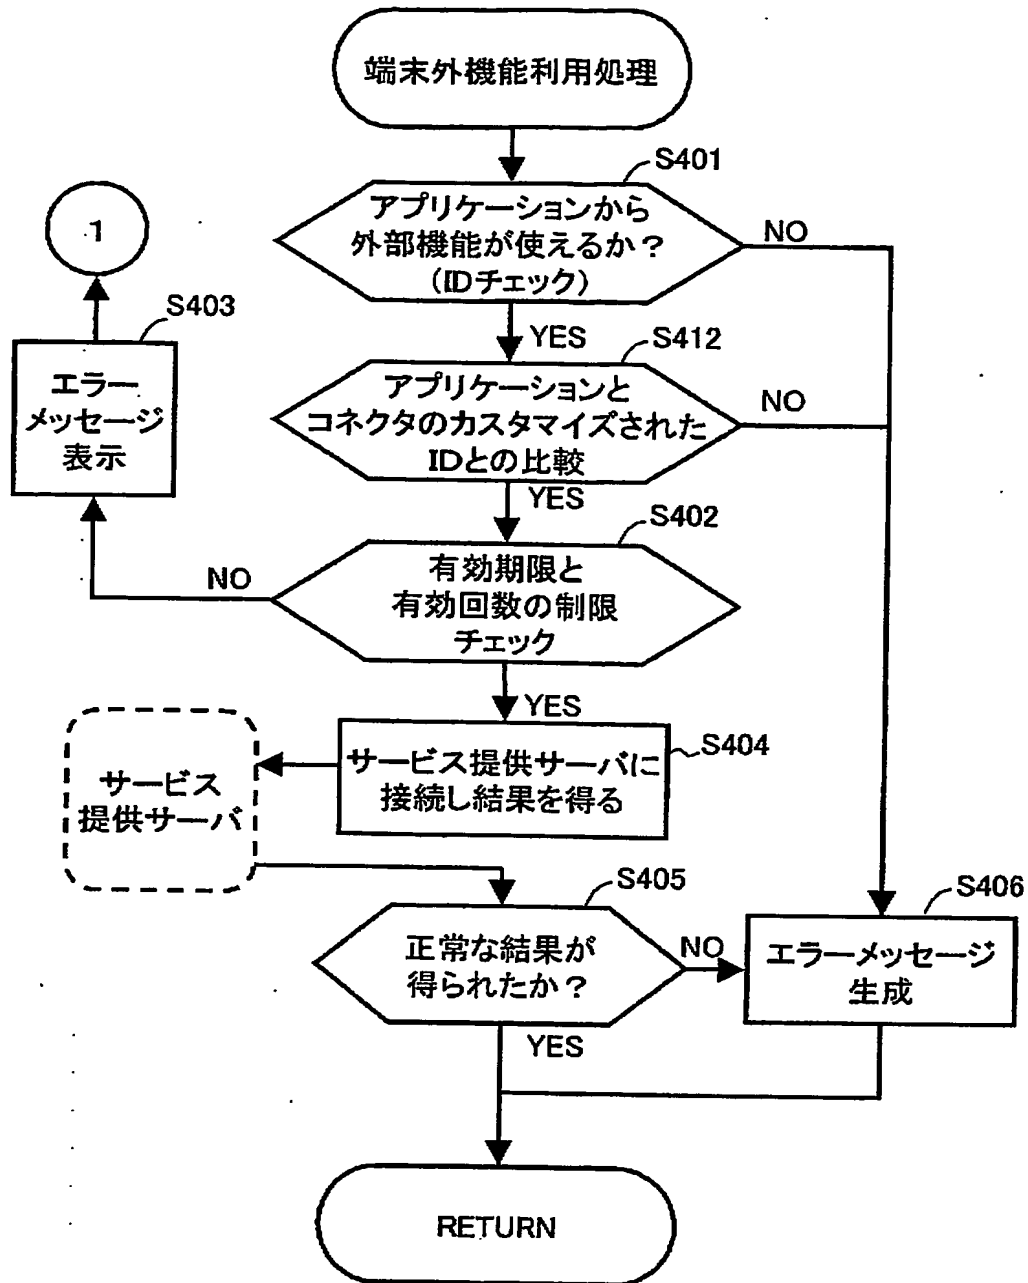 端末外機能利用処理
S401
アプリケーションから
外部機能が使えるか？
（IDチェック）
NO
YES
1
S403
エラー
メッセージ
表示
S412
アプリケーションと
コネクタのカスタマイズされた
IDとの比較
NO
YES
S402
有効期限と
有効回数の制限
チェック
NO
YES
S404
サービス提供サーバに
接続し結果を得る
サービス
提供サーバ
S405
正常な結果が
得られたか？
NO
YES
S406
エラーメッセージ
生成
RETURN